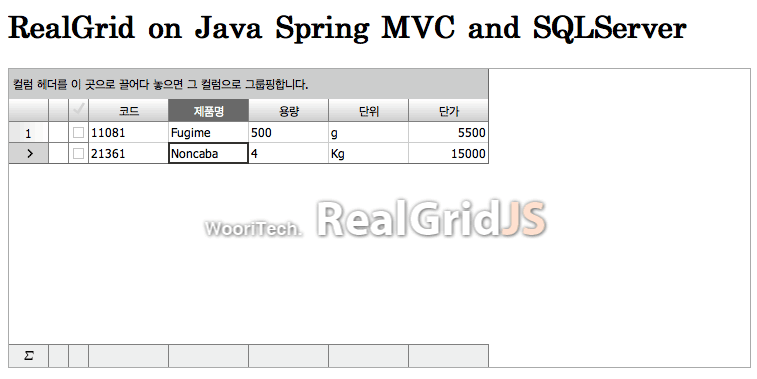 RealGrid on Java Spring MVC and SQLServer
컬럼 헤더를 이 곳으로 끌어다 놓으면 그 컬럼으로 그룹핑합니다.
코드 제품명 용량 단위 단가
1 11081 Fugime 500 g 5500
> 21361 Noncaba 4 Kg 15000
WooriTech. RealGridJS
Σ